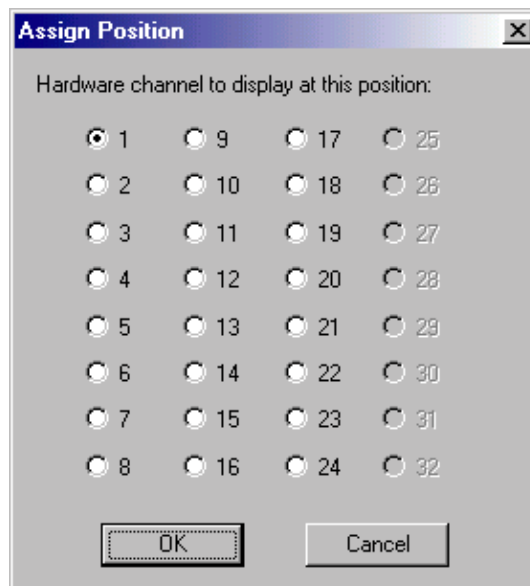 Assign Position
Hardware channel to display at this position:
1 9 17 25
2 10 18 26
3 11 19 27
4 12 20 28
5 13 21 29
6 14 22 30
7 15 23 31
8 16 24 32
OK Cancel